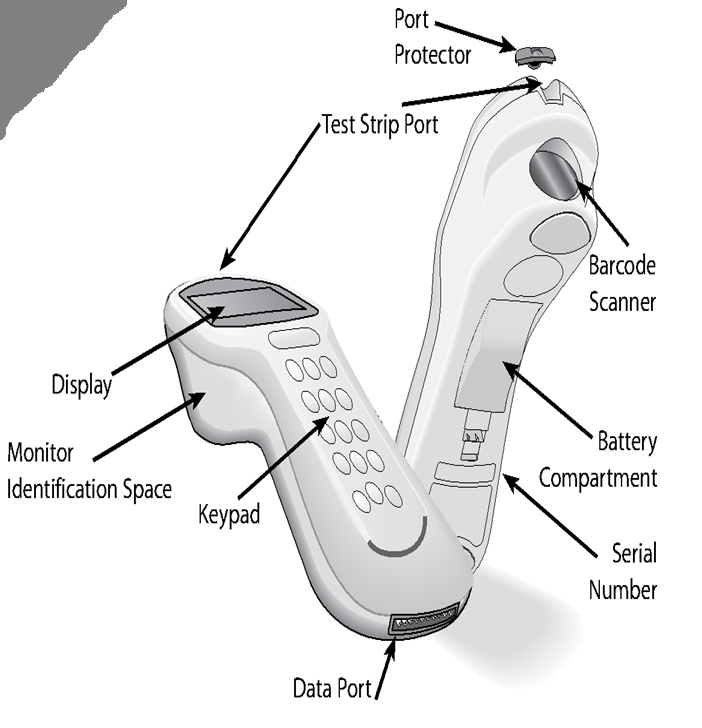 Port
Protector
Test Strip Port
Barcode
Scanner
Display
Monitor
Identification Space
Keypad
Battery
Compartment
Serial
Number
Data Port